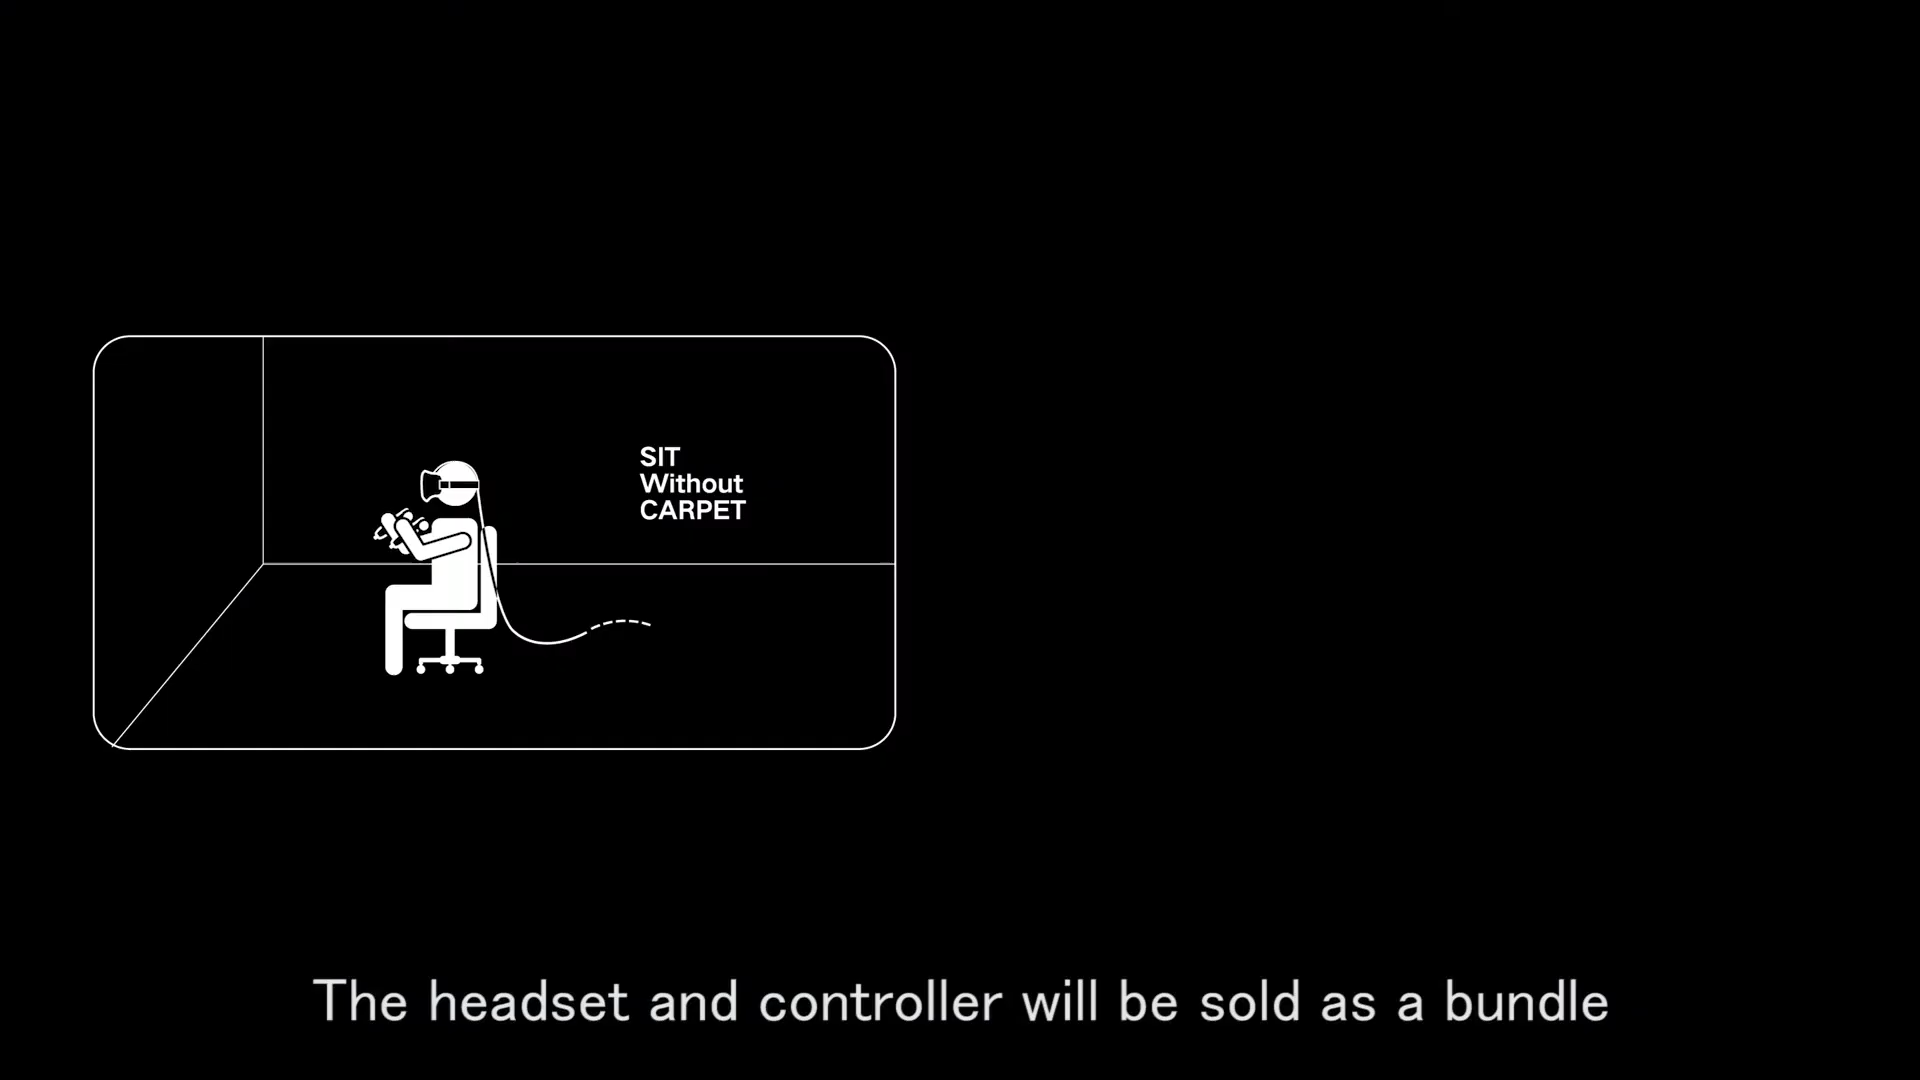 SIT
Without
CARPET
The headset and controller will be sold as a bundle